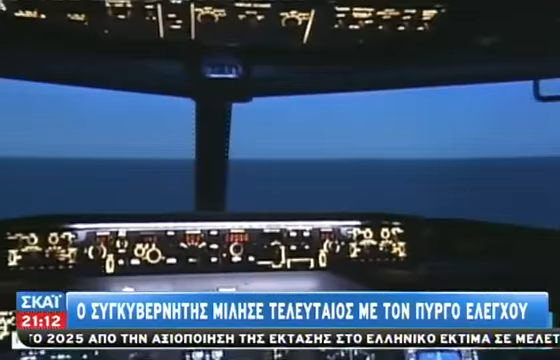 ΣΚΑΪ
21:12
Ο ΣΥΓΚΥΒΕΡΝΗΤΗΣ ΜΙΛΗΣΕ ΤΕΛΕΥΤΑΙΟΣ ΜΕ ΤΟΝ ΠΥΡΓΟ ΕΛΕΓΧΟΥ
ΤΟ 2025 ΑΠΟ ΤΗΝ ΑΞΙΟΠΟΙΗΣΗ ΤΗΣ ΕΚΤΑΣΗΣ ΣΤΟ ΕΛΛΗΝΙΚΟ ΕΚΤΙΜΑ ΣΕ ΜΕΛΕ